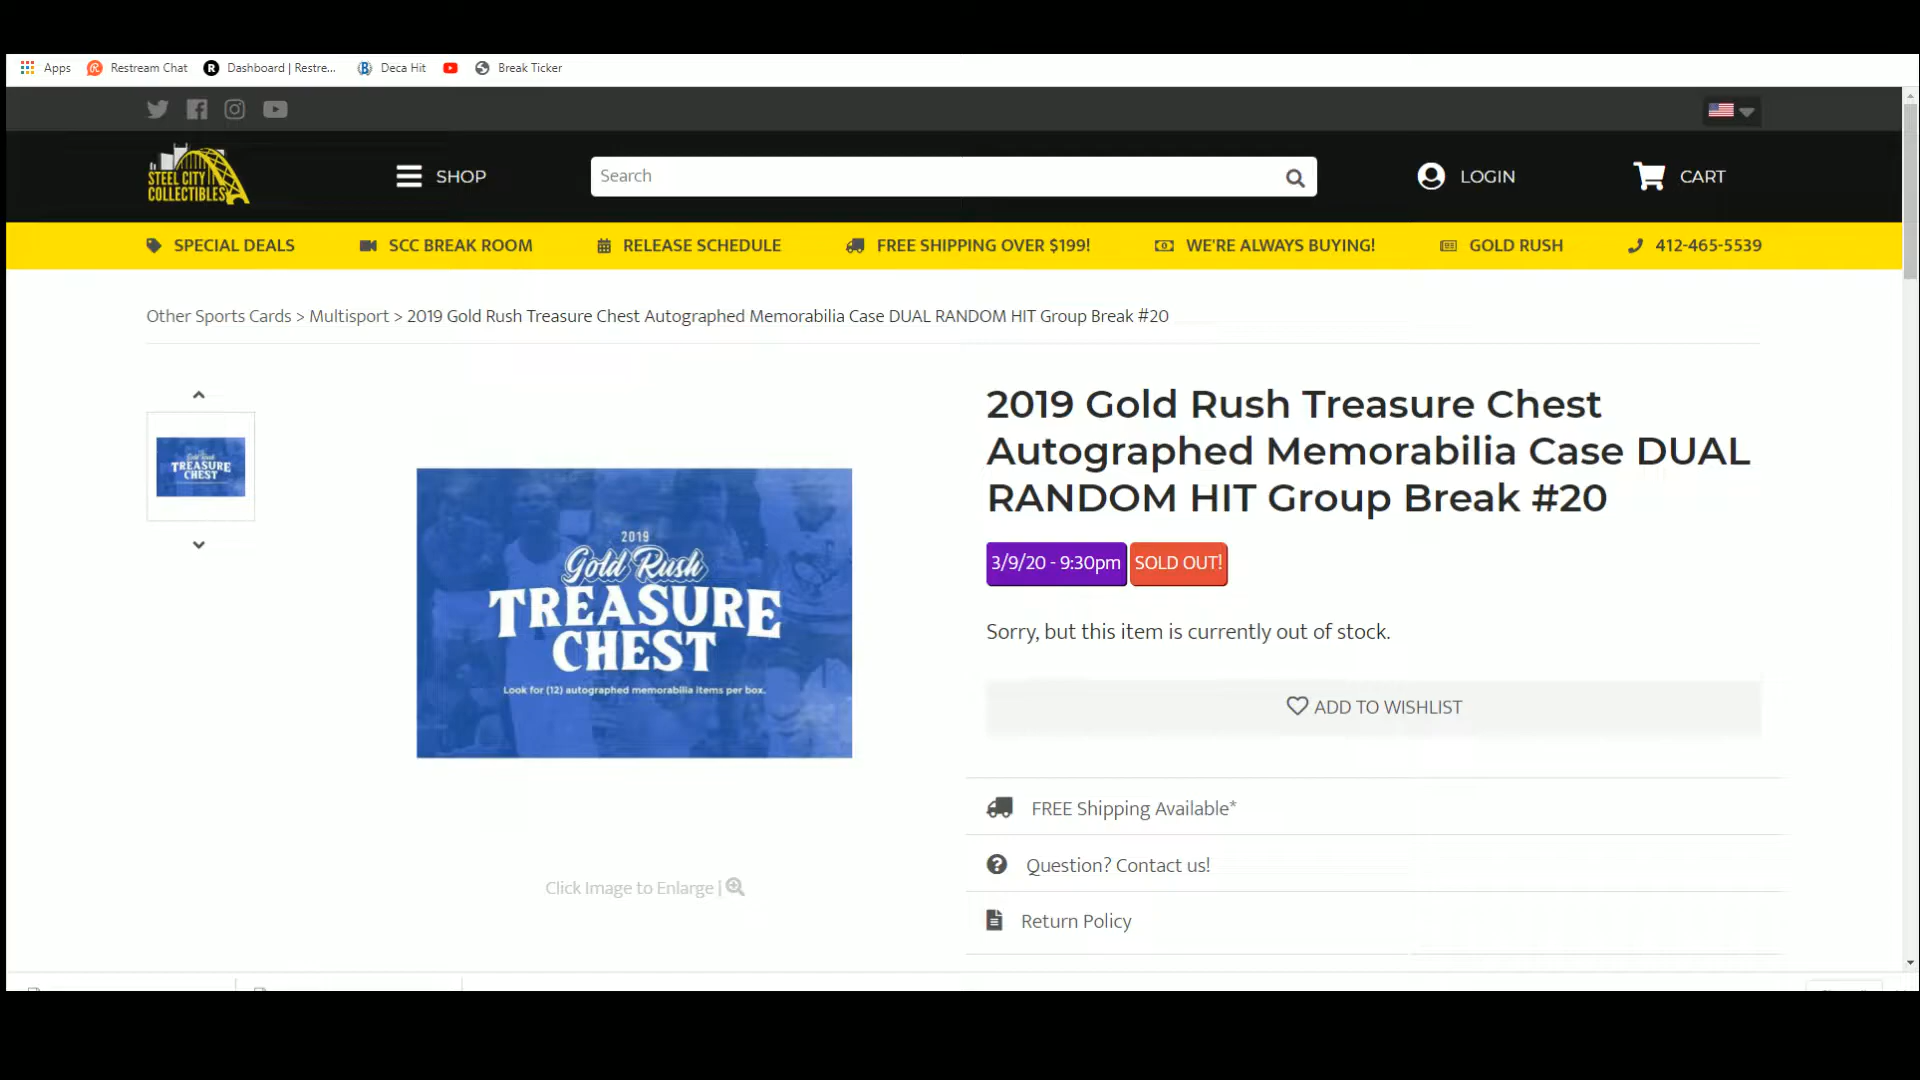 Apps Restream Chat Dashboard | Restre... Deca Hit Break Ticker
STEEL CITY
COLLECTIBLES
SHOP
Search
LOGIN
CART
SPECIAL DEALS
SCC BREAK ROOM
RELEASE SCHEDULE
FREE SHIPPING OVER $199!
WE'RE ALWAYS BUYING!
GOLD RUSH
412-465-5539
Other Sports Cards > Multisport > 2019 Gold Rush Treasure Chest Autographed Memorabilia Case DUAL RANDOM HIT Group Break #20
Gold Rush
TREASURE
CHEST
2019
Gold Rush
TREASURE
CHEST
Look for (12) autographed memorabilia items per box.
Click Image to Enlarge |
2019 Gold Rush Treasure Chest
Autographed Memorabilia Case DUAL
RANDOM HIT Group Break #20
3/9/20 - 9:30pm SOLD OUT!
Sorry, but this item is currently out of stock.
ADD TO WISHLIST
FREE Shipping Available*
Question? Contact us!
Return Policy